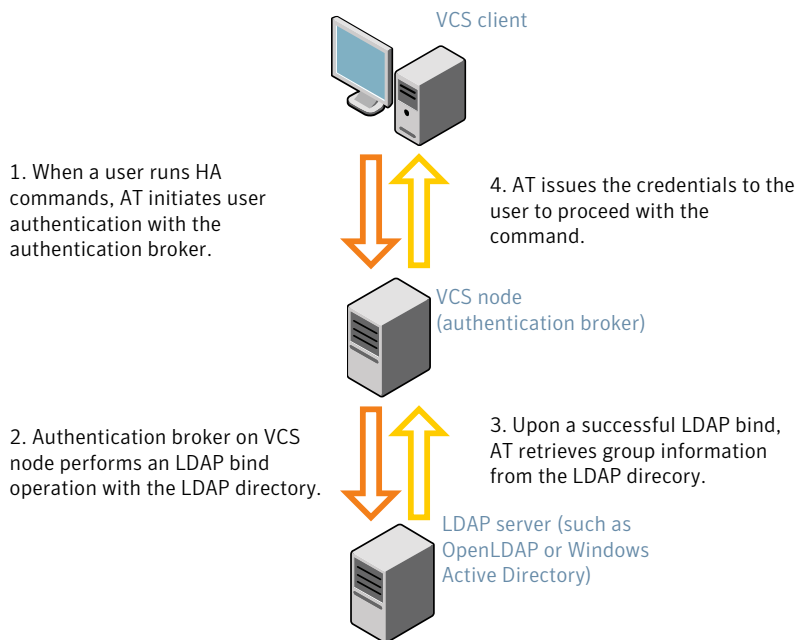 VCS client
1. When a user runs HA
commands, AT initiates user
authentication with the
authentication broker.
4. AT issues the credentials to the
user to proceed with the
command.
VCS node
(authentication broker)
2. Authentication broker on VCS
node performs an LDAP bind
operation with the LDAP directory.
3. Upon a successful LDAP bind,
AT retrieves group information
from the LDAP direcory.
LDAP server (such as
OpenLDAP or Windows
Active Directory)